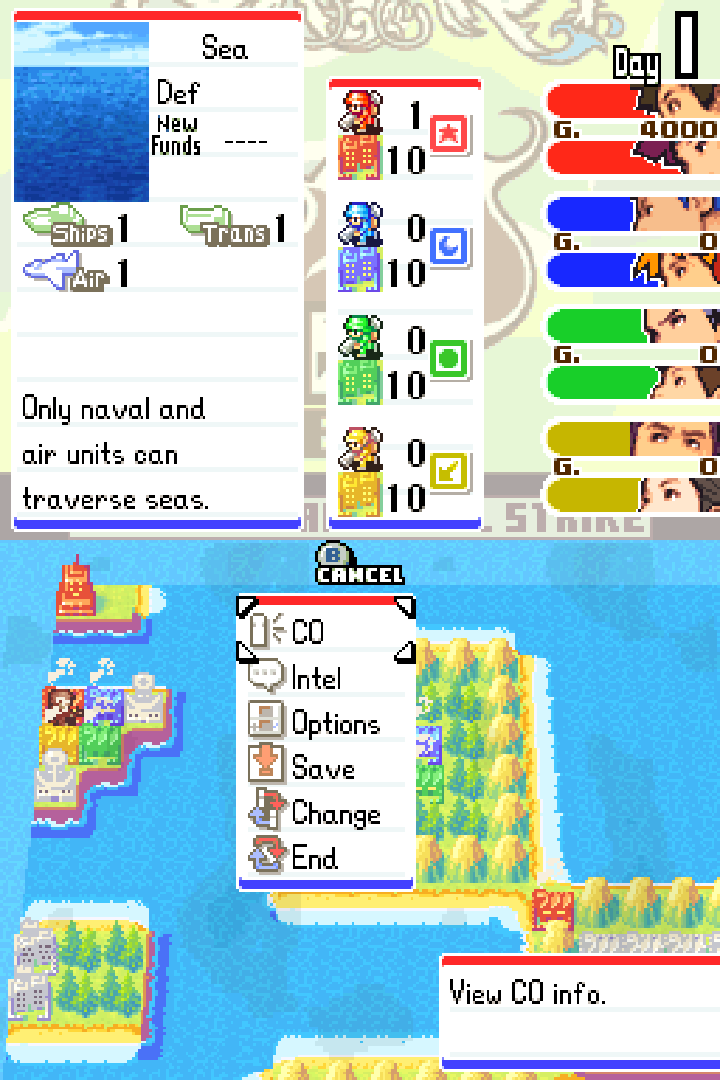 Sea
Def
New
Funds ----
Ships 1
Trans 1
Air 1
Only naval and
air units can
traverse seas.
1
10
0
10
0
10
0
10
Day 1
G. 4000
G. 0
G. 0
G. 0
STRIKE
B
CANCEL
CO
Intel
Options
Save
Change
End
View CO info.